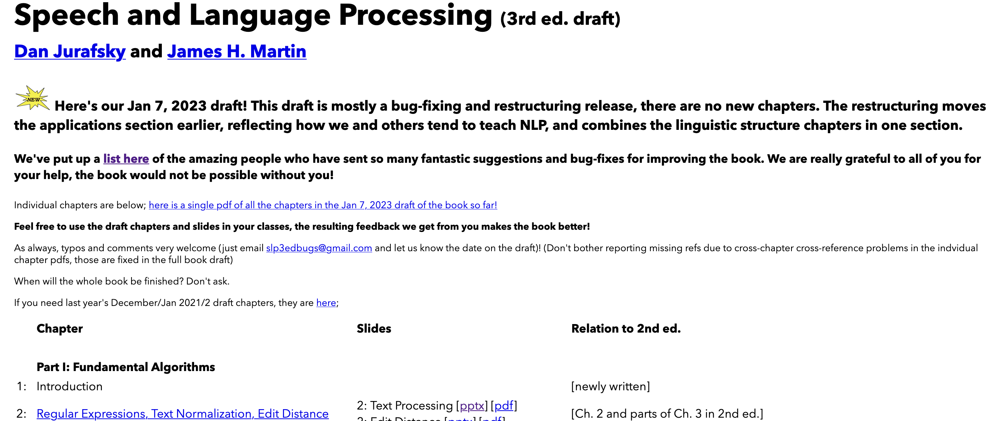 Speech and Language Processing (3rd ed. draft)
Dan Jurafsky and James H. Martin
NEW Here's our Jan 7, 2023 draft! This draft is mostly a bug-fixing and restructuring release, there are no new chapters. The restructuring moves
the applications section earlier, reflecting how we and others tend to teach NLP, and combines the linguistic structure chapters in one section.
We've put up a list here of the amazing people who have sent so many fantastic suggestions and bug-fixes for improving the book. We are really grateful to all of you for
your help, the book would not be possible without you!
Individual chapters are below; here is a single pdf of all the chapters in the Jan 7, 2023 draft of the book so far!
Feel free to use the draft chapters and slides in your classes, the resulting feedback we get from you makes the book better!
As always, typos and comments very welcome (just email slp3edbugs@gmail.com and let us know the date on the draft)! (Don't bother reporting missing refs due to cross-chapter cross-reference problems in the indvidual
chapter pdfs, those are fixed in the full book draft)
When will the whole book be finished? Don't ask.
If you need last year's December/Jan 2021/2 draft chapters, they are here;
Chapter Slides Relation to 2nd ed.
Part I: Fundamental Algorithms
1: Introduction [newly written]
2: Text Processing [pptx] [pdf]
2: Regular Expressions, Text Normalization, Edit Distance [Ch. 2 and parts of Ch. 3 in 2nd ed.]
2: Edit Distance [pptx] [pdf]